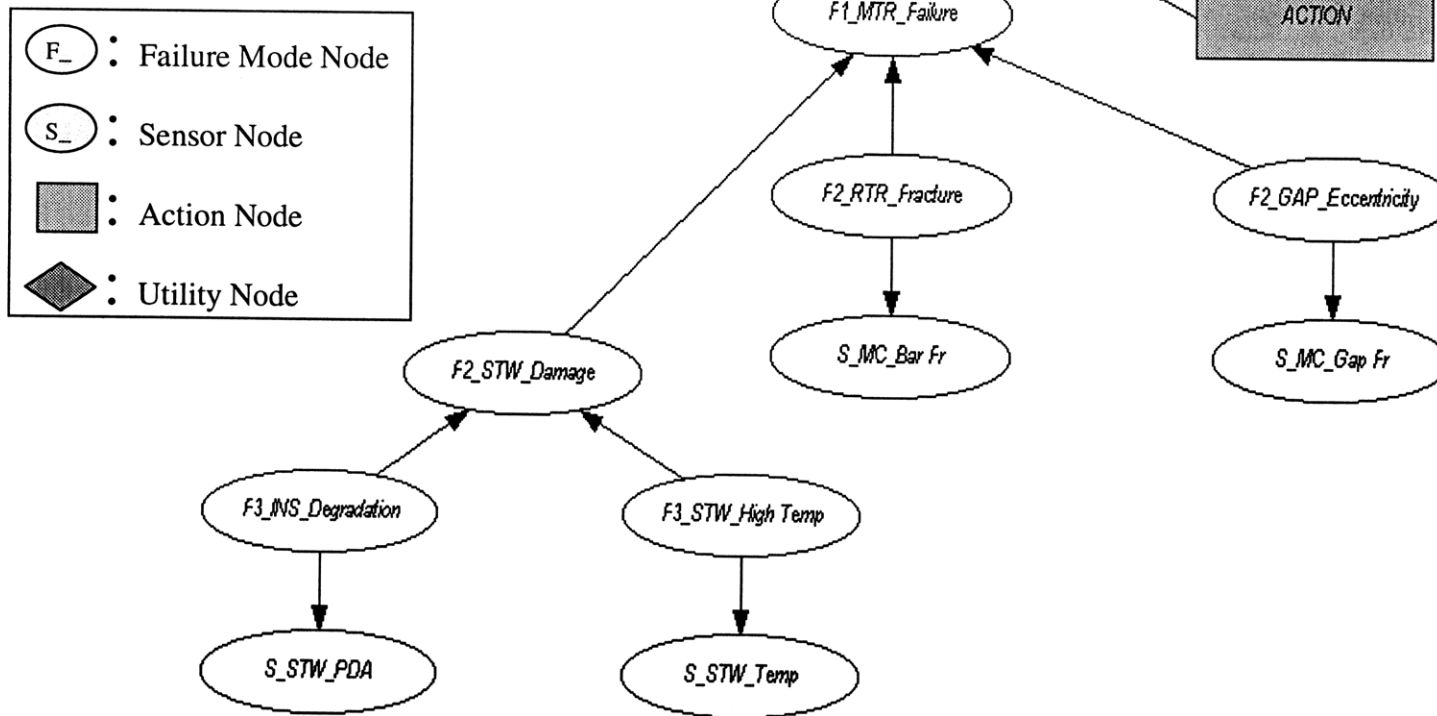 F1_MTR_Failure
ACTION
F_ : Failure Mode Node
S_ : Sensor Node
: Action Node
: Utility Node
F2_RTR_Fracture
F2_GAP_Eccentricity
S_MC_Bar Fr
S_MC_Gap Fr
F2_STW_Damage
F3_INS_Degradation
F3_STW_High Temp
S_STW_PDA
S_STW_Temp